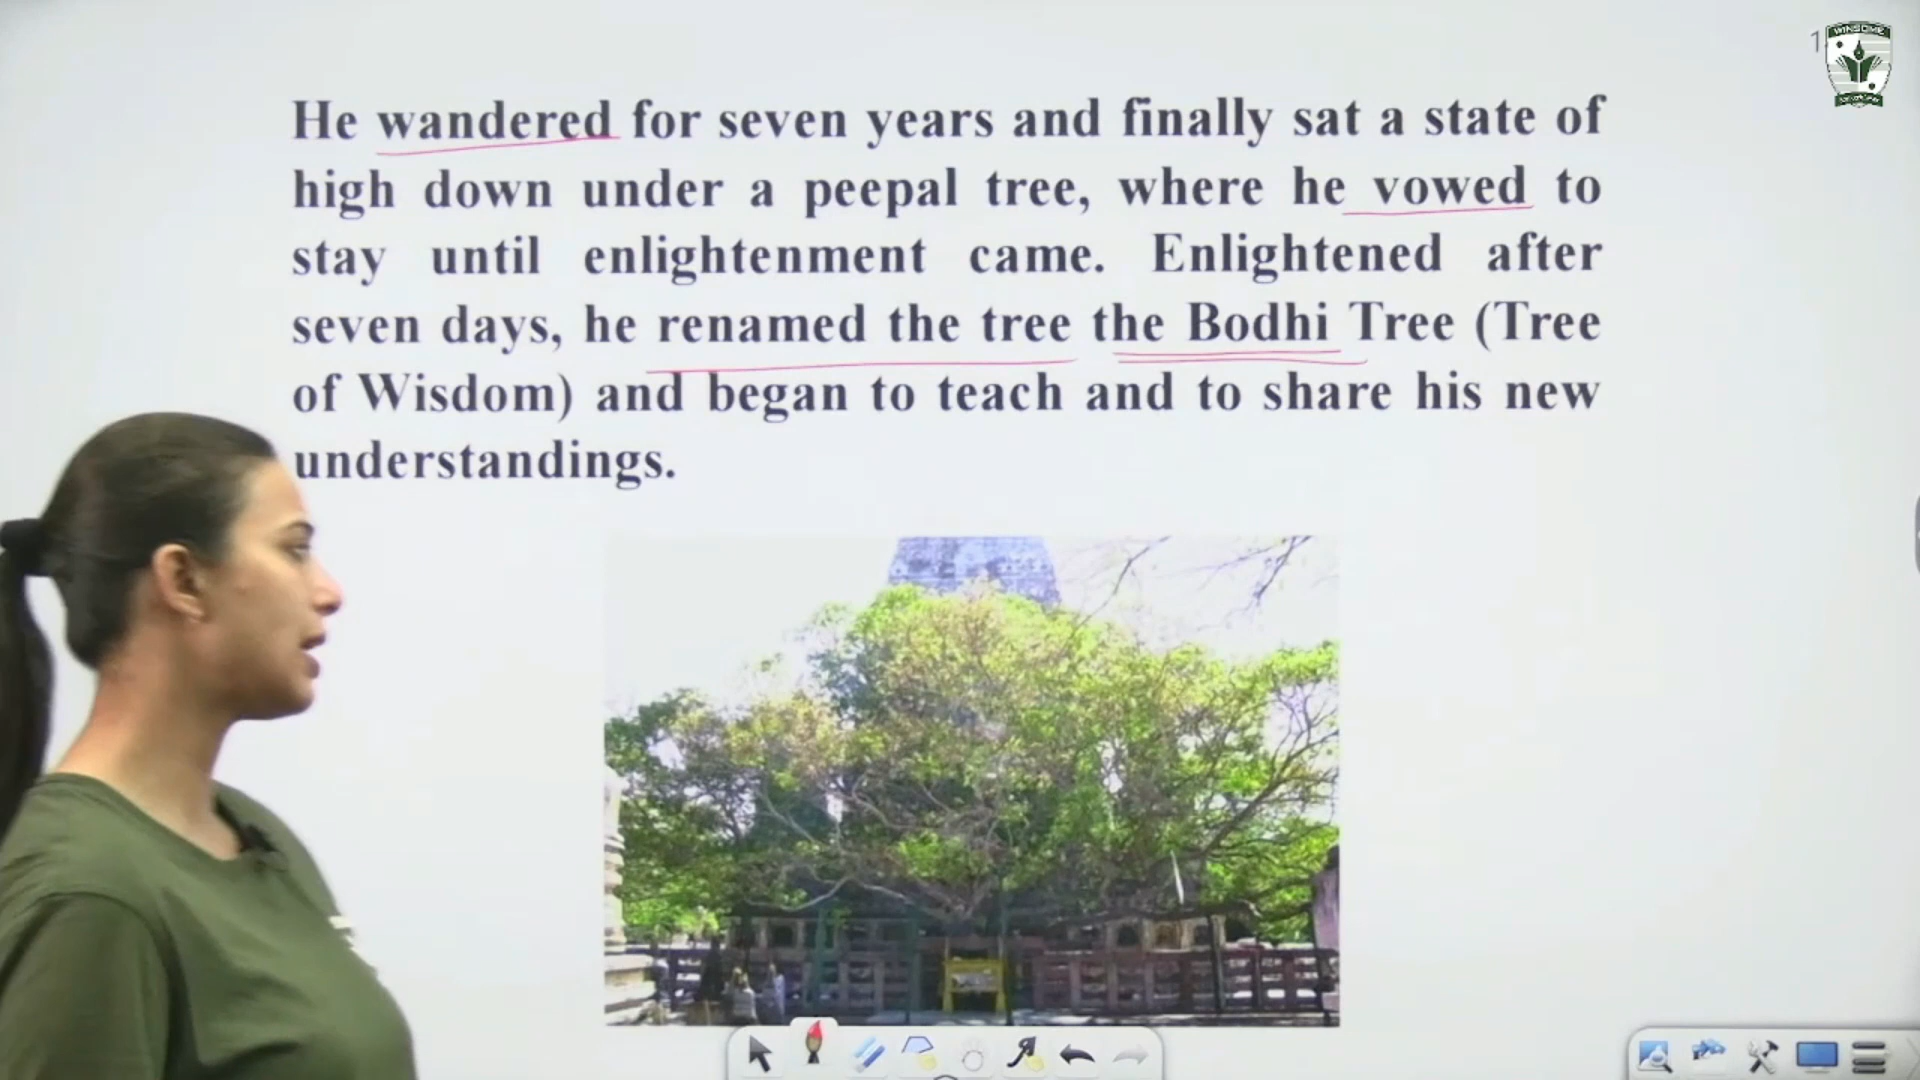 He wandered for seven years and finally sat a state of
high down under a peepal tree, where he vowed to
stay until enlightenment came. Enlightened after
seven days, he renamed the tree the Bodhi Tree (Tree
of Wisdom) and began to teach and to share his new
understandings.
WINSOME